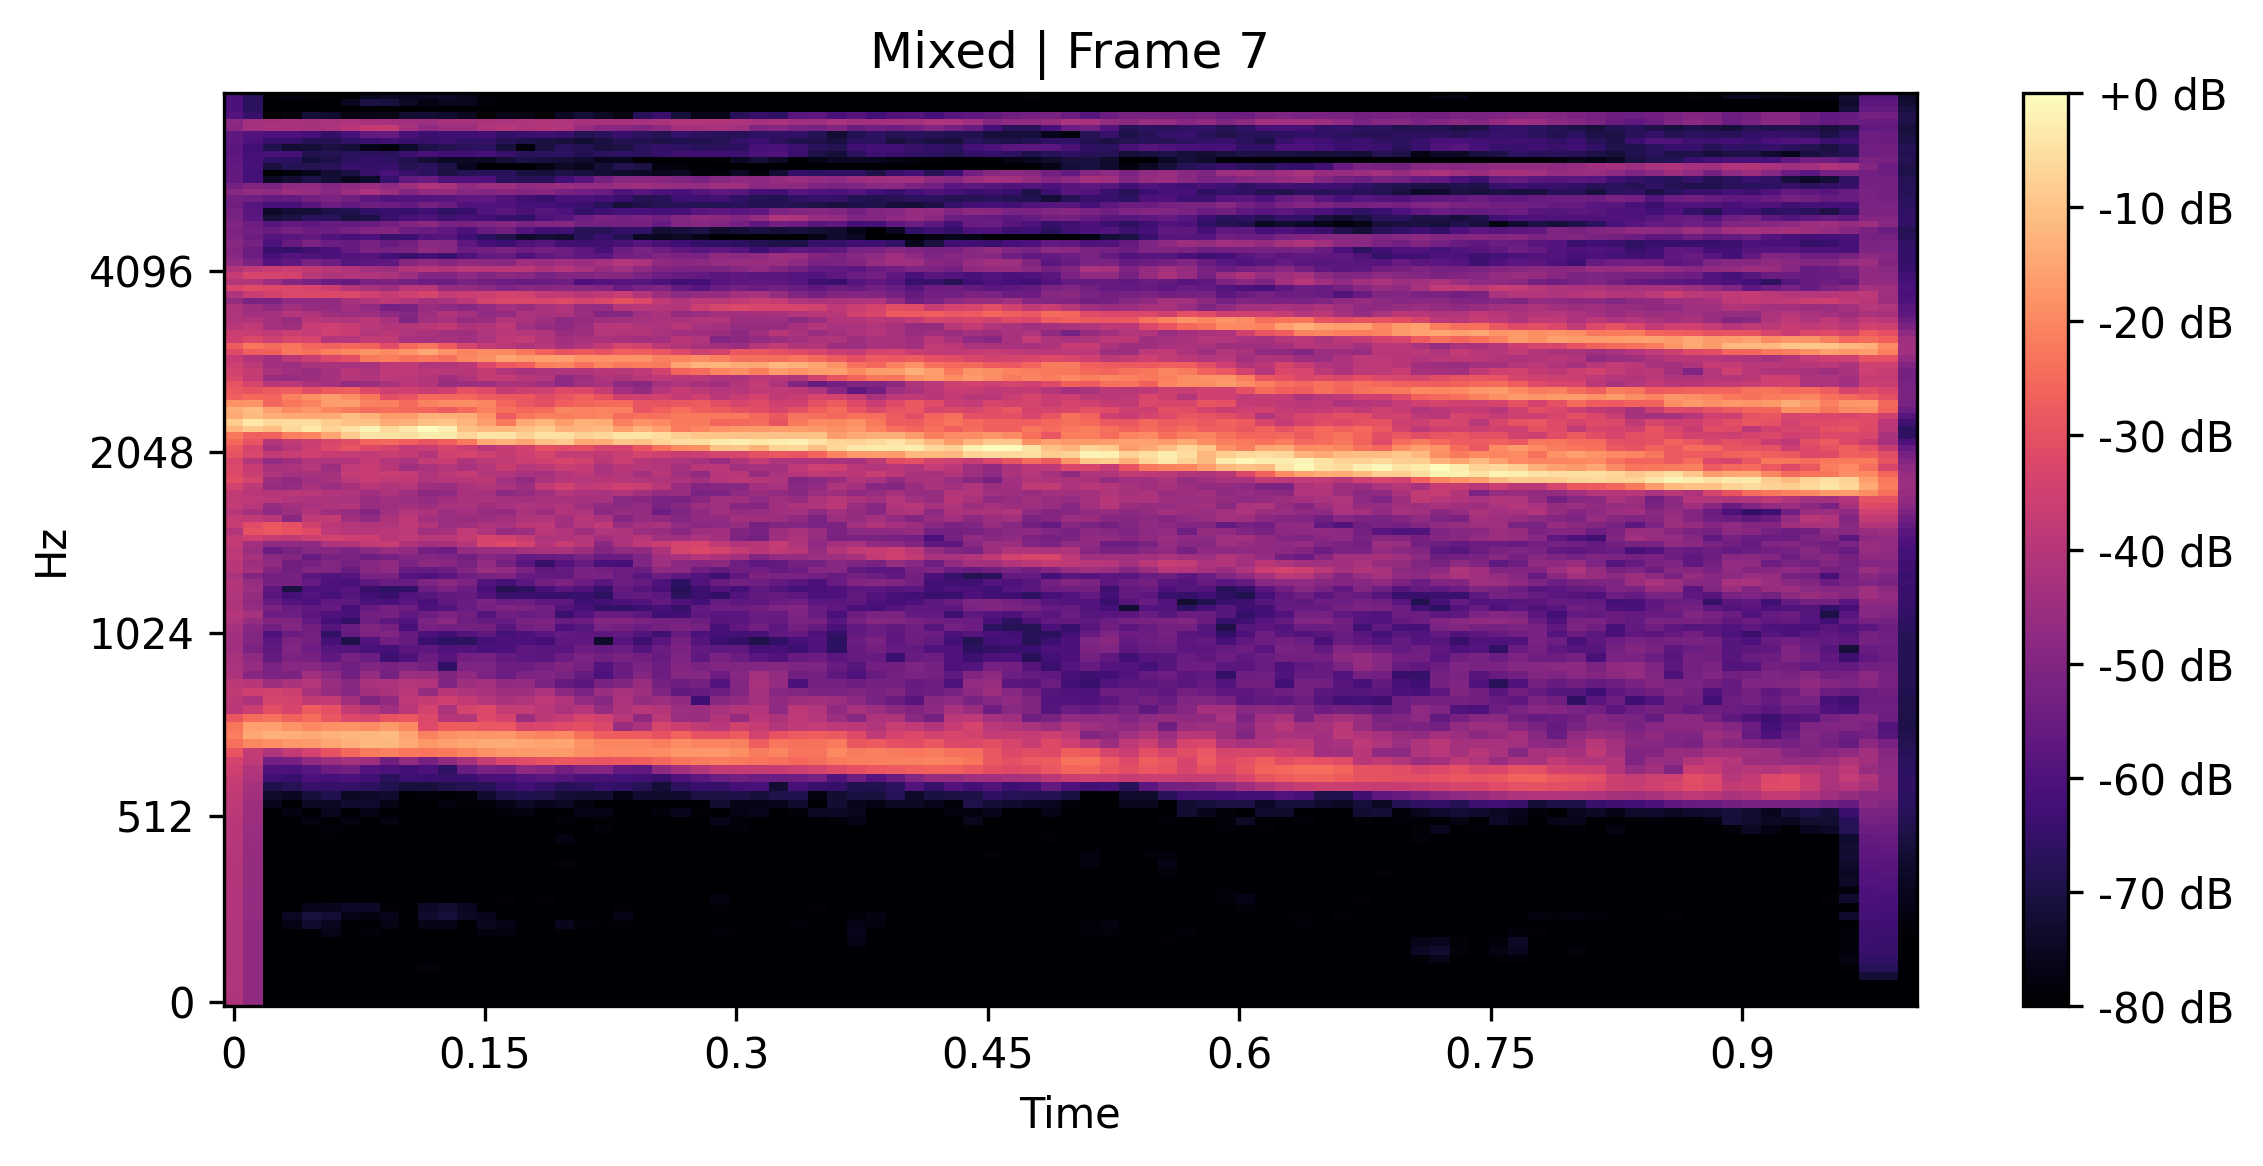 Mixed | Frame 7
+0 dB
-10 dB
-20 dB
-30 dB
-40 dB
-50 dB
-60 dB
-70 dB
-80 dB
Hz
4096
2048
1024
512
0
0
0.15
0.3
0.45
0.6
0.75
0.9
Time